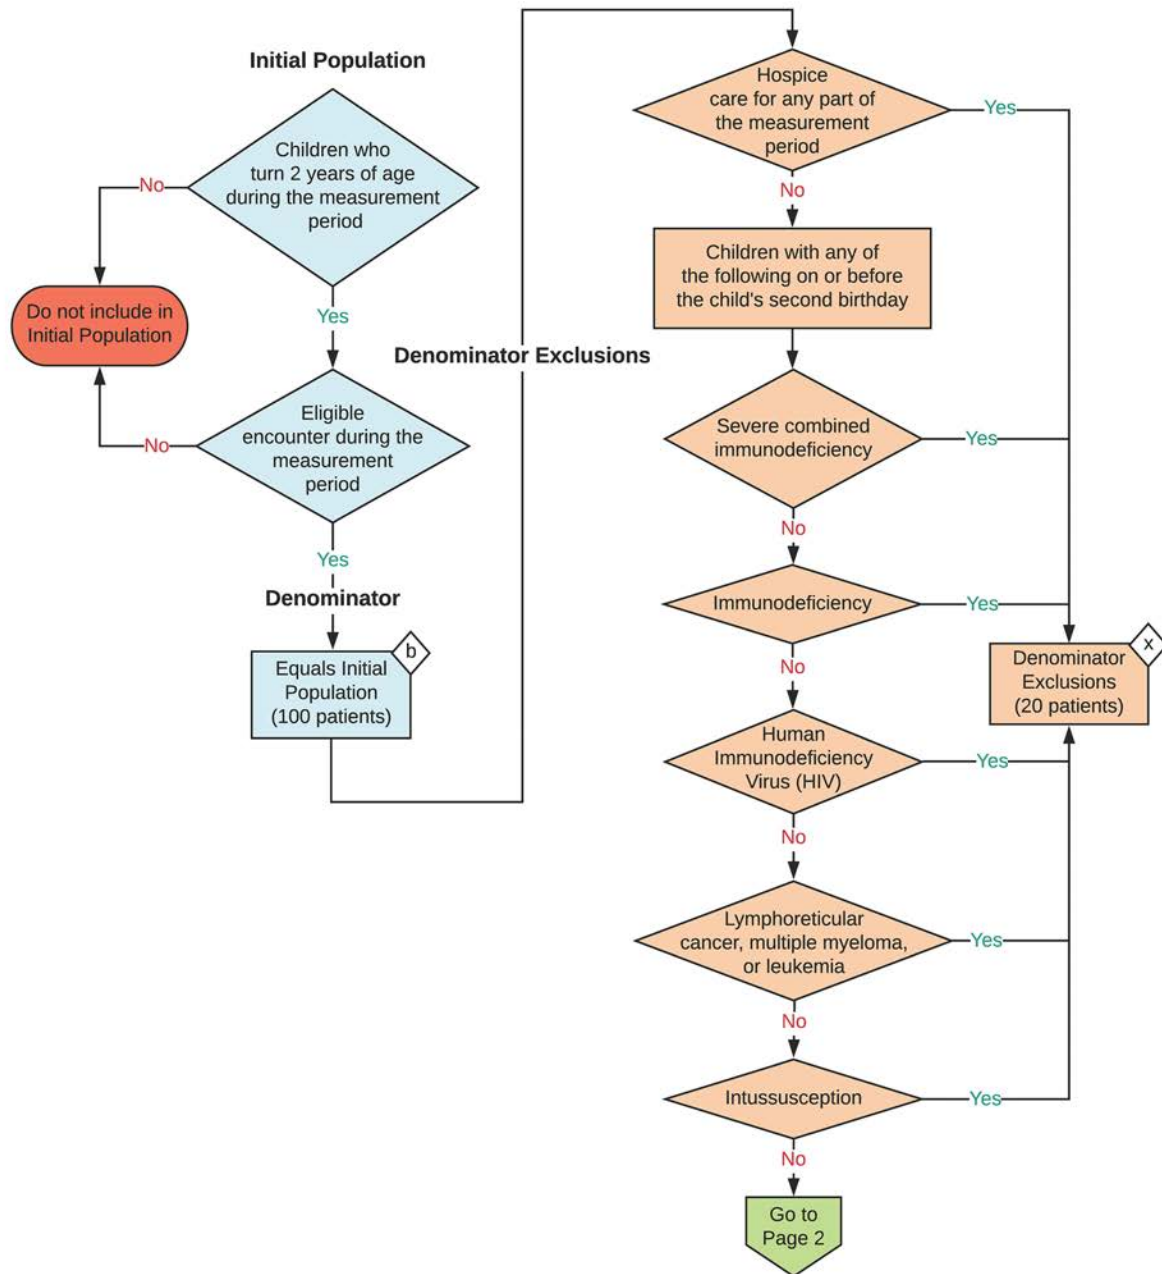 Initial Population
Children who
turn 2 years of age
during the measurement
period
No
Yes
Do not include in
Initial Population
Eligible
encounter during the
measurement
period
No
Yes
Denominator
b
Equals Initial
Population
(100 patients)
Denominator Exclusions
Hospice
care for any part of
the measurement
period
Yes
No
Children with any of
the following on or before
the child's second birthday
Severe combined
immunodeficiency
Yes
No
Immunodeficiency
Yes
No
x
Denominator
Exclusions
(20 patients)
Human
Immunodeficiency
Virus (HIV)
Yes
No
Lymphoreticular
cancer, multiple myeloma,
or leukemia
Yes
No
Intussusception
Yes
No
Go to
Page 2